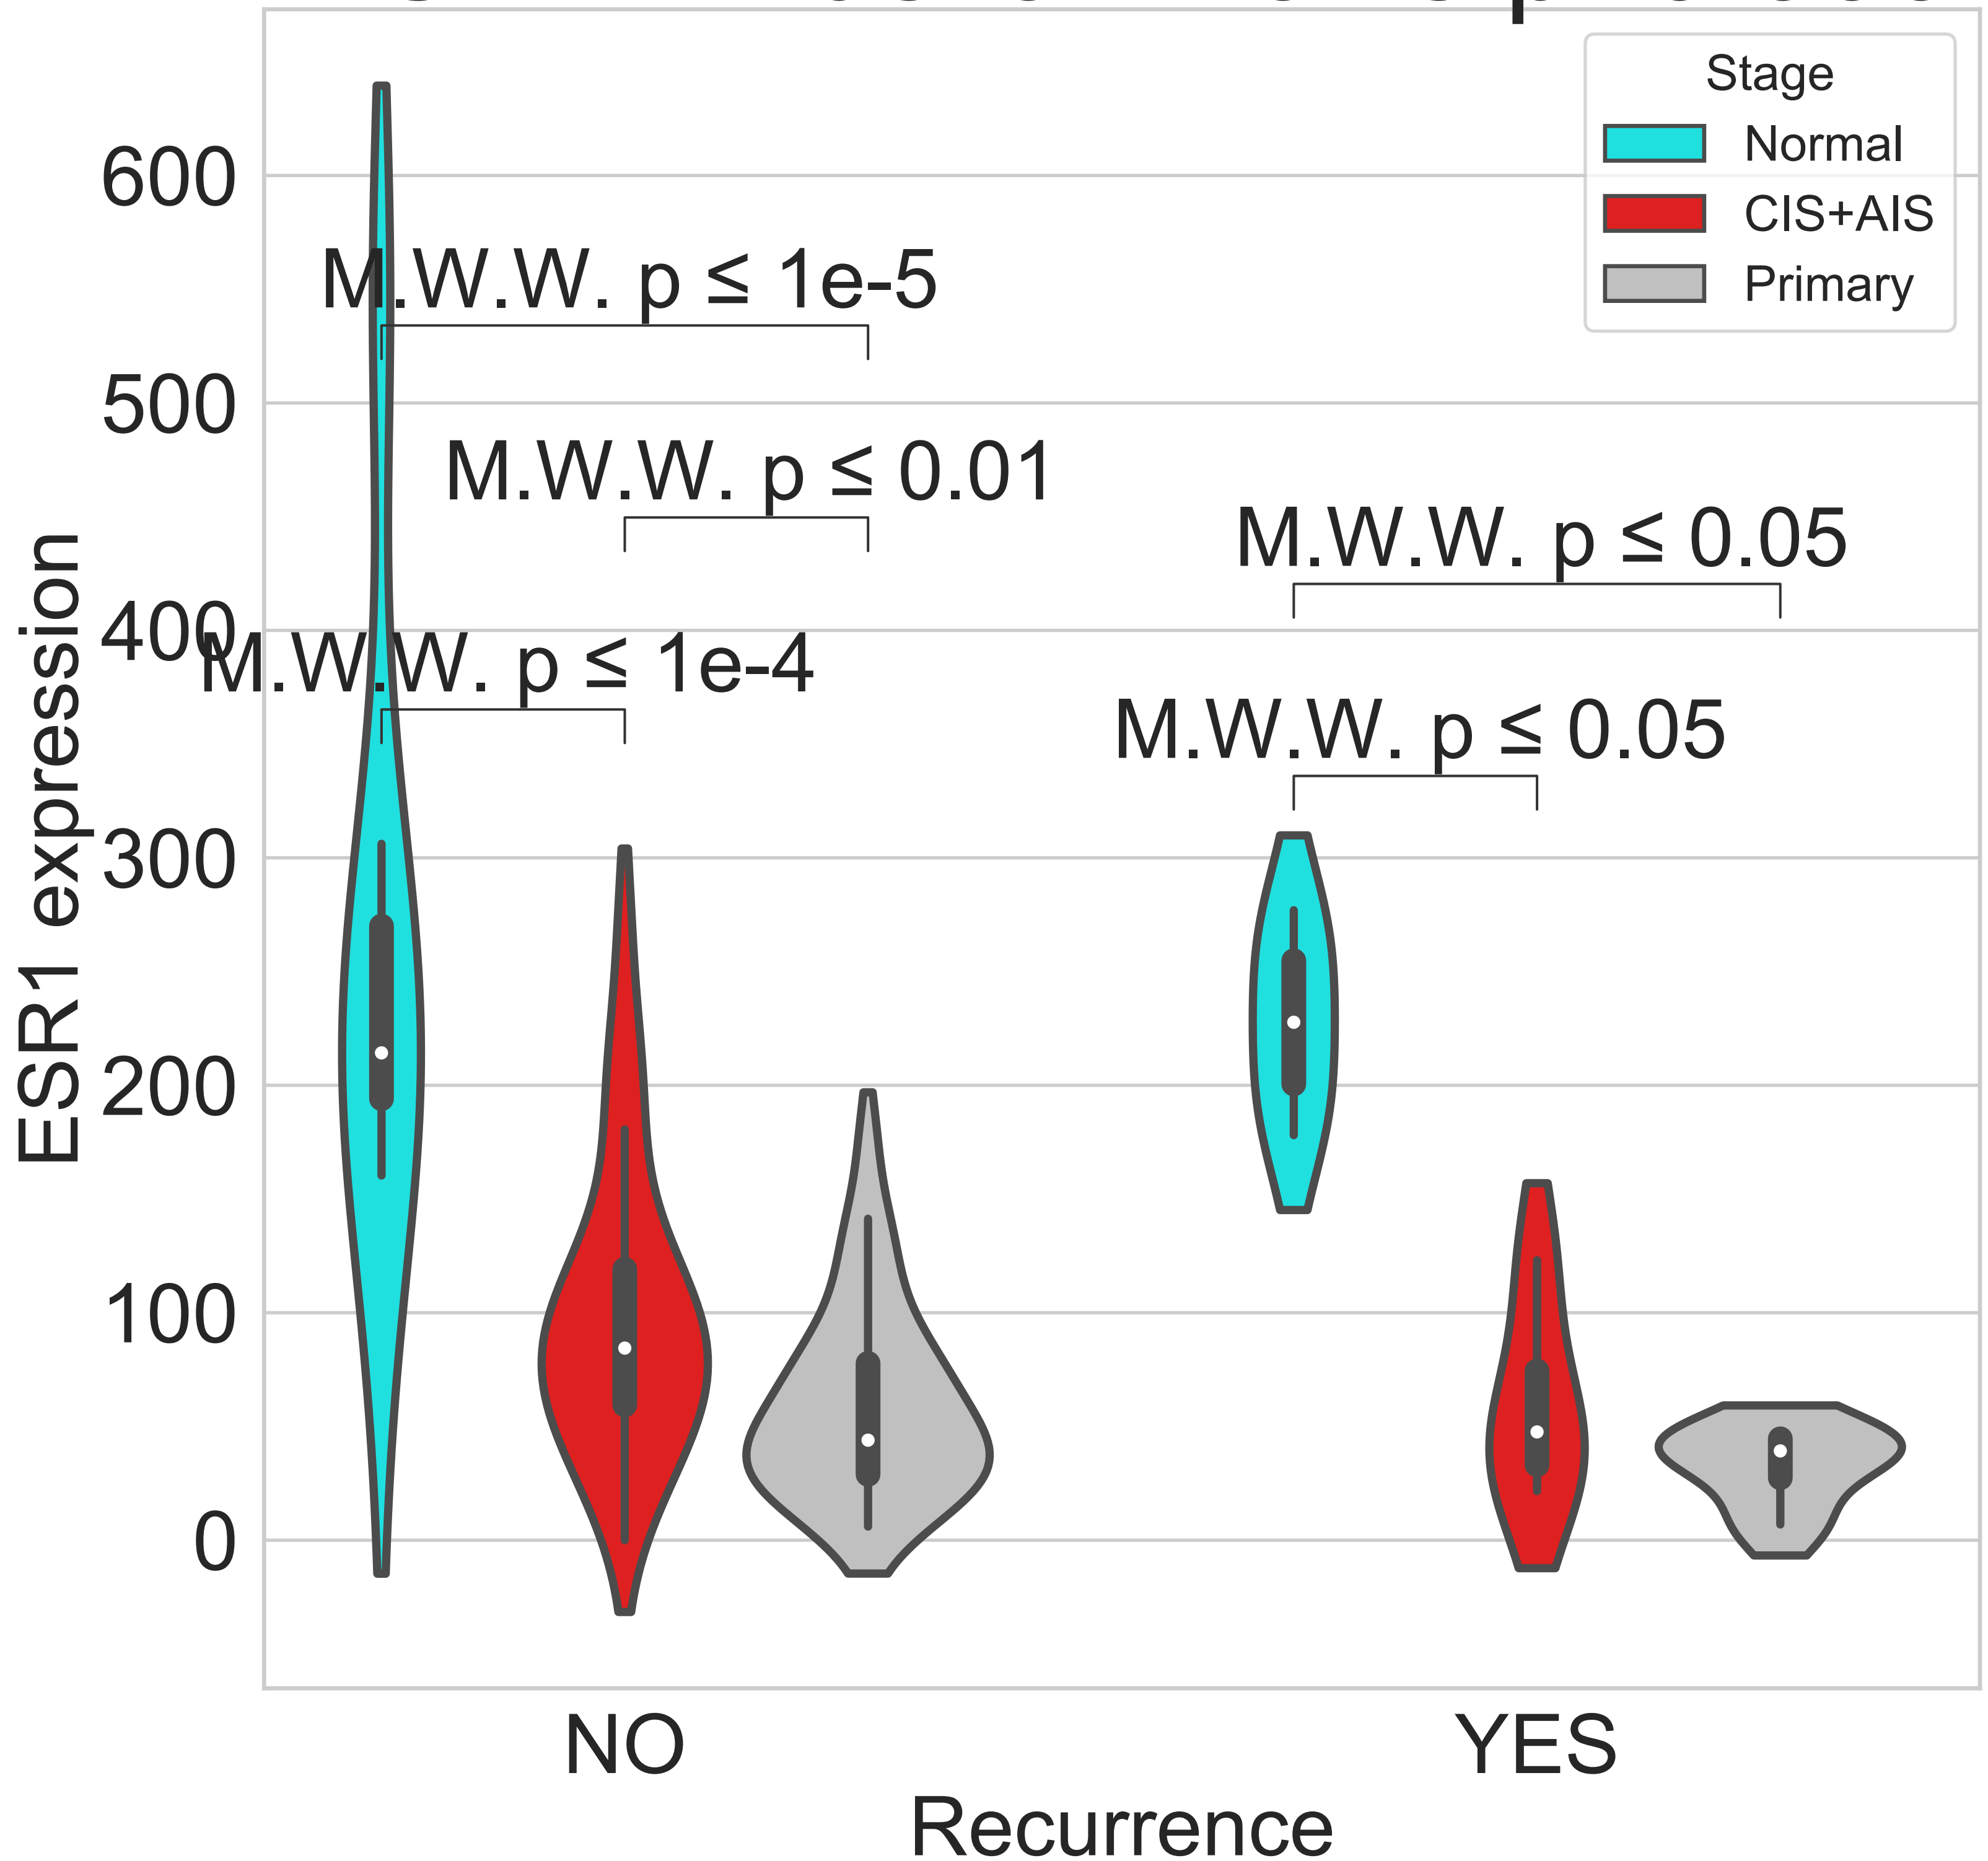 Stage
Normal
CIS+AIS
Primary
600
500
400
300
200
100
0
ESR1 expression
M.W.W. p ≤ 1e-5
M.W.W. p ≤ 0.01
M.W.W. p ≤ 1e-4
M.W.W. p ≤ 0.05
M.W.W. p ≤ 0.05
NO
YES
Recurrence